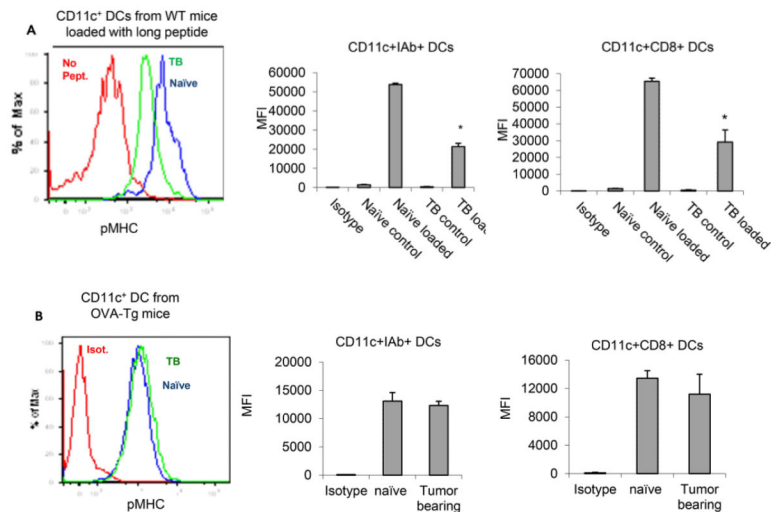 A
CD11c⁺ DCs from WT mice
loaded with long peptide
No
Pept.
TB
Naïve
% of Max
pMHC
CD11c+IAb+ DCs
MFI
60000
50000
40000
30000
20000
10000
0
*
Isotype
Naïve control
Naïve loaded
TB control
TB load
CD11c+CD8+ DCs
MFI
70000
60000
50000
40000
30000
20000
10000
0
*
Isotype
Naïve control
Naïve loaded
TB control
TB loaded
B
CD11c⁺ DC from
OVA-Tg mice
Isot.
TB
Naïve
% of Max
pMHC
CD11c+IAb+ DCs
MFI
20000
15000
10000
5000
0
Isotype
naïve
Tumor
bearing
CD11c+CD8+ DCs
MFI
16000
12000
8000
4000
0
Isotype
naïve
Tumor
bearing